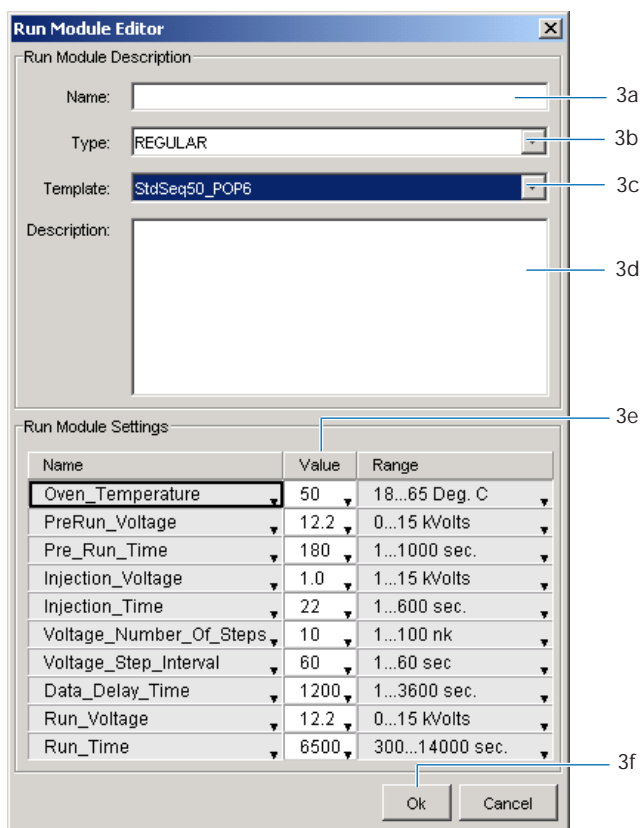 Run Module Editor
Run Module Description
Name: 3a
Type: REGULAR 3b
Template: StdSeq50_POP6 3c
Description: 3d
Run Module Settings 3e
Name Value Range
Oven_Temperature 50 18...65 Deg. C
PreRun_Voltage 12.2 0...15 kVolts
Pre_Run_Time 180 1...1000 sec.
Injection_Voltage 1.0 1...15 kVolts
Injection_Time 22 1...600 sec.
Voltage_Number_Of_Steps 10 1...100 nk
Voltage_Step_Interval 60 1...60 sec
Data_Delay_Time 1200 1...3600 sec.
Run_Voltage 12.2 0...15 kVolts
Run_Time 6500 300...14000 sec.
3f
Ok Cancel